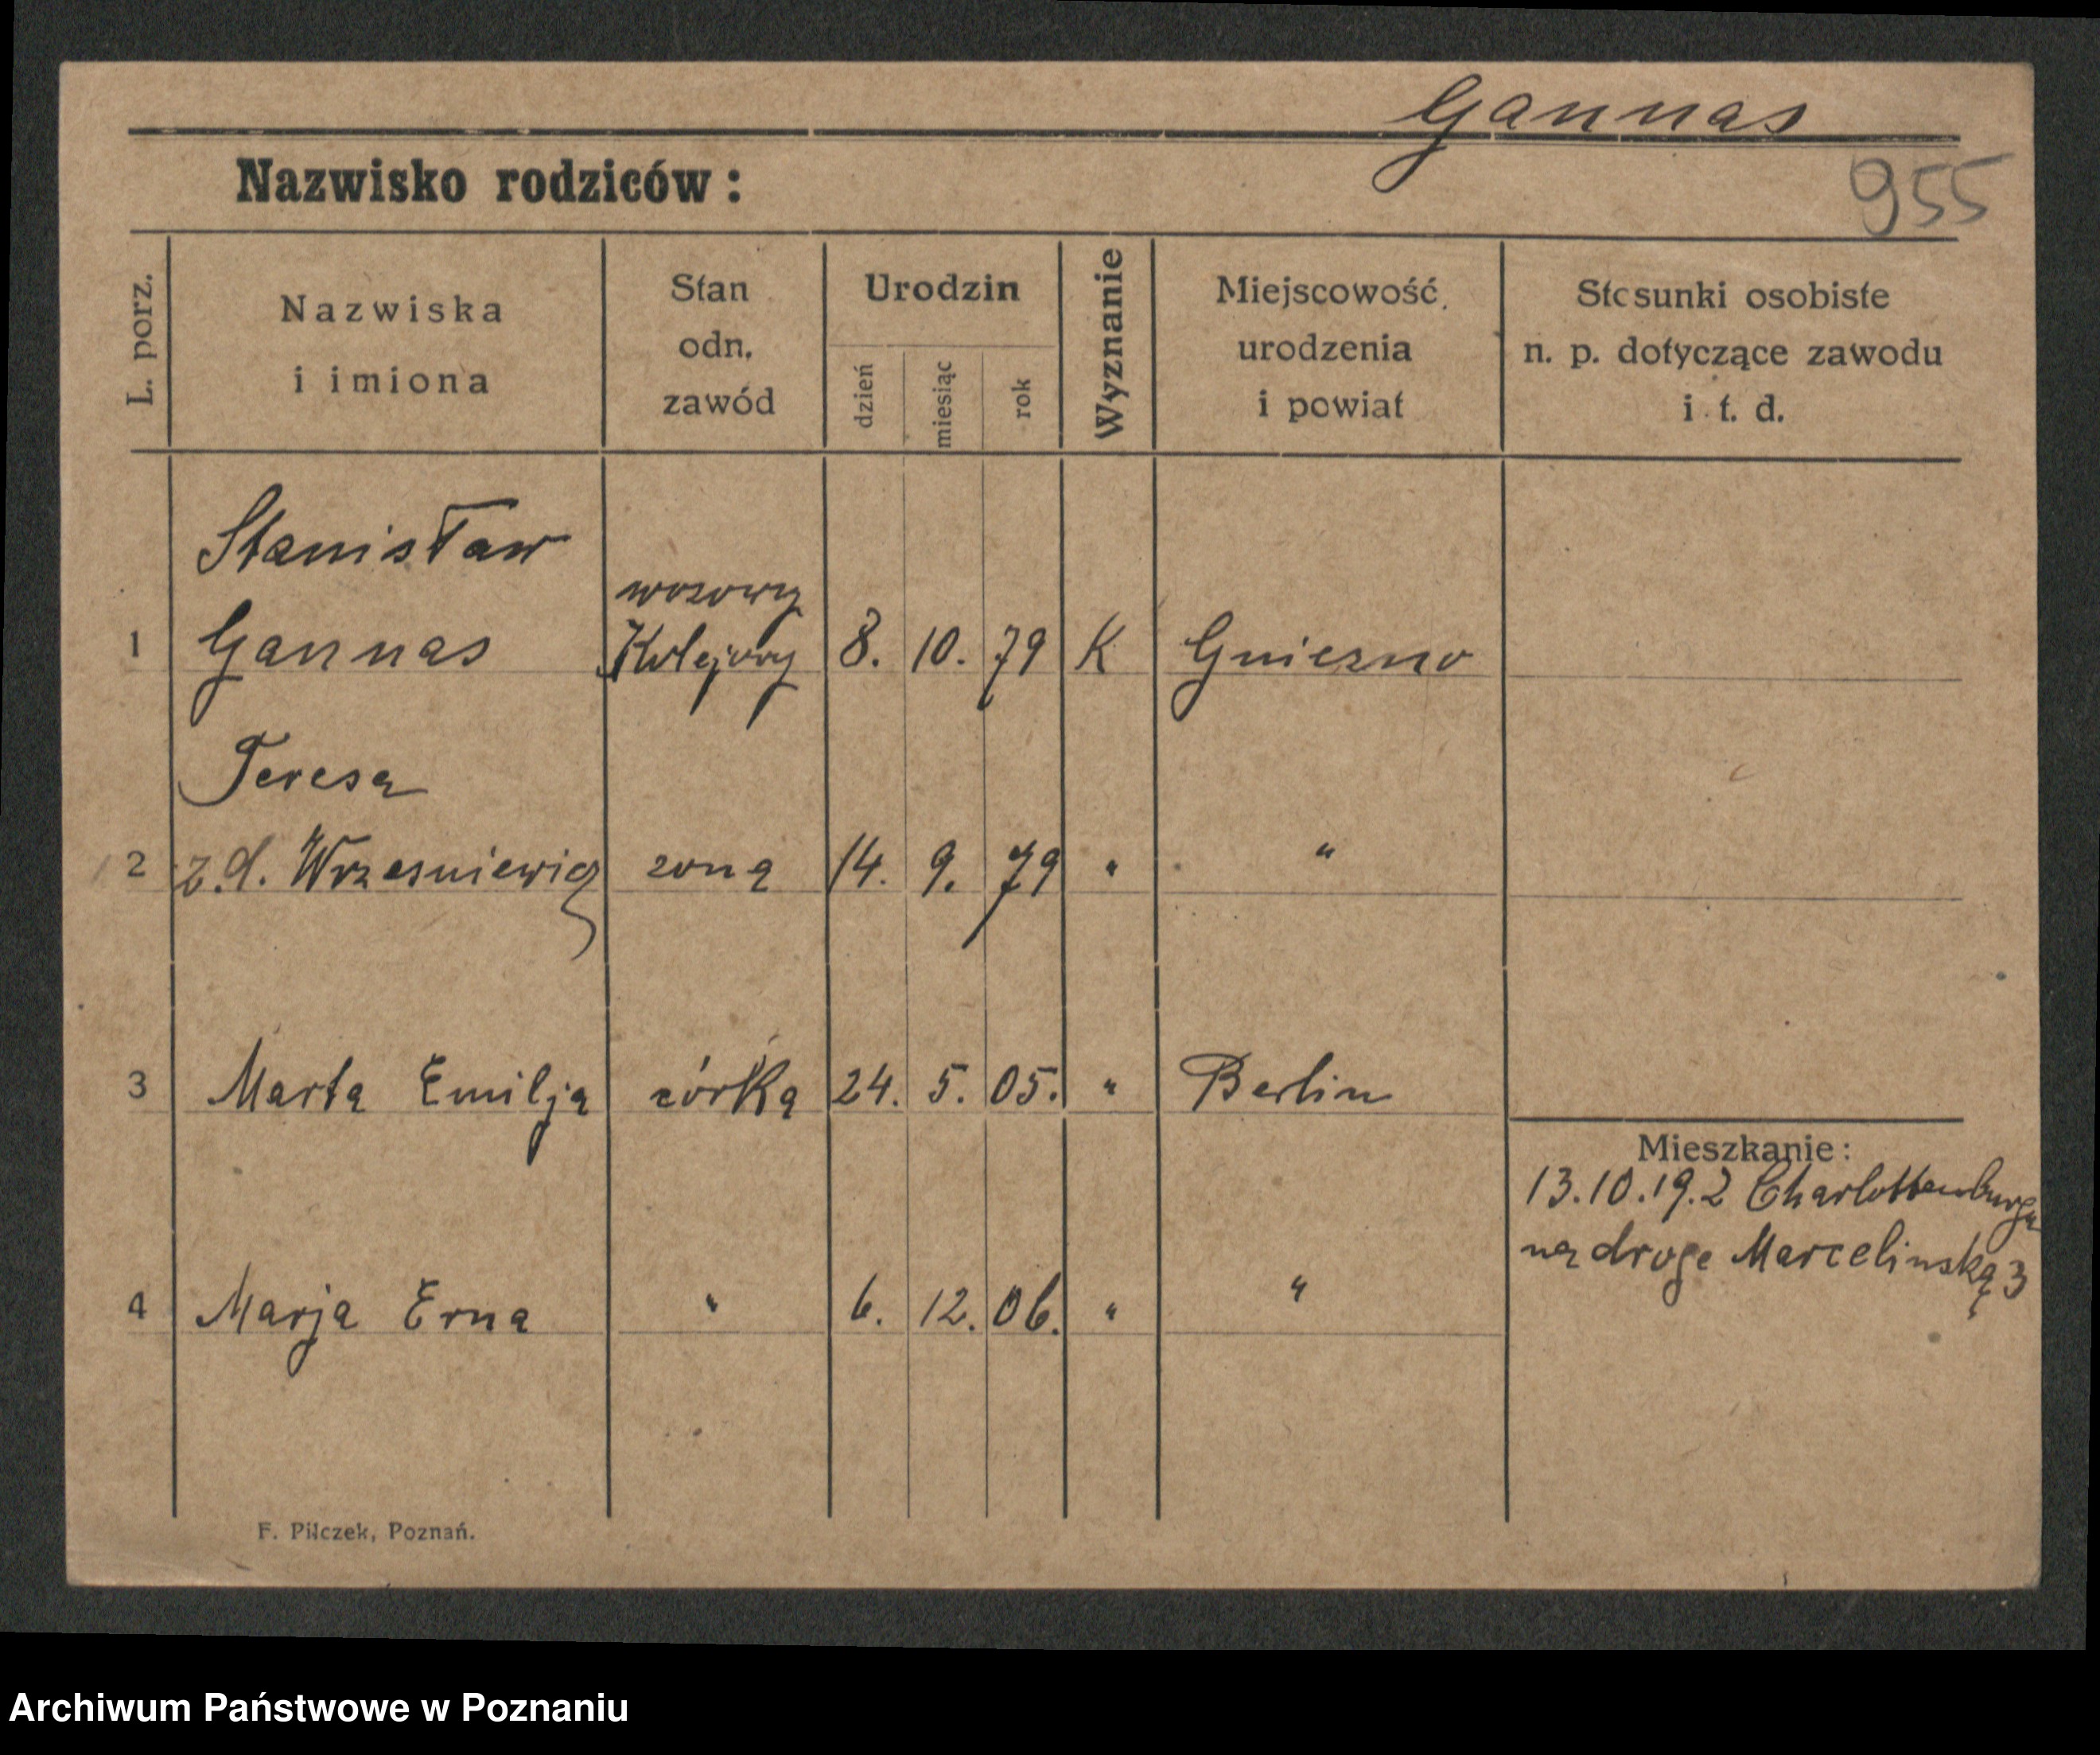 Gannas
955
Nazwisko rodziców:
L. porz.
Nazwiska
i imiona
Stan
odn.
zawód
Urodzin
dzień
miesiąc
rok
Wyznanie
Miejscowość
urodzenia
i powiat
Stosunki osobiste
n. p. dotyczące zawodu
i t. d.
Stanisław
wozowy
1 Gannas Kolejowy 8. 10. 79 K Gniezno
Teresa
2 z.d. Wrzesniewicz zona 14. 9. 79 " "
3 Marta Emilja córka 24. 5. 05. " Berlin
Mieszkanie:
13.10.19.2 Charlottenburga
na droge Marcelinską 3
4 Marja Erna " 6. 12. 06. " "
F. Pilczek, Poznań.
Archiwum Państwowe w Poznaniu